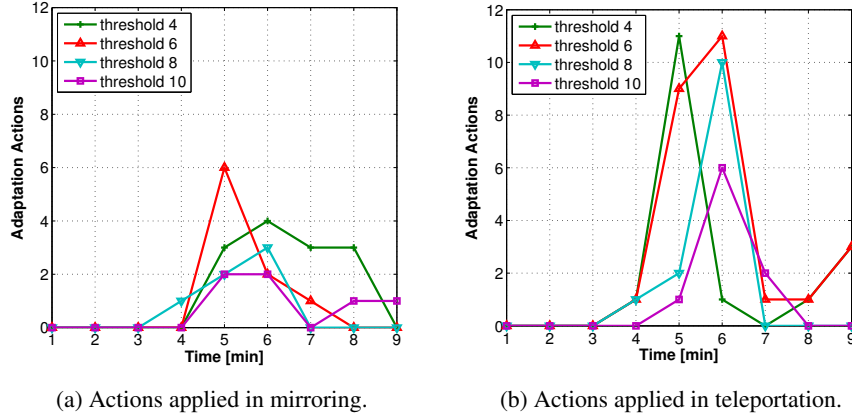 12
10
8
6
4
2
0
1 2 3 4 5 6 7 8 9
Adaptation Actions
Time [min]
threshold 4
threshold 6
threshold 8
threshold 10
(a) Actions applied in mirroring.
12
10
8
6
4
2
0
1 2 3 4 5 6 7 8 9
Adaptation Actions
Time [min]
threshold 4
threshold 6
threshold 8
threshold 10
(b) Actions applied in teleportation.